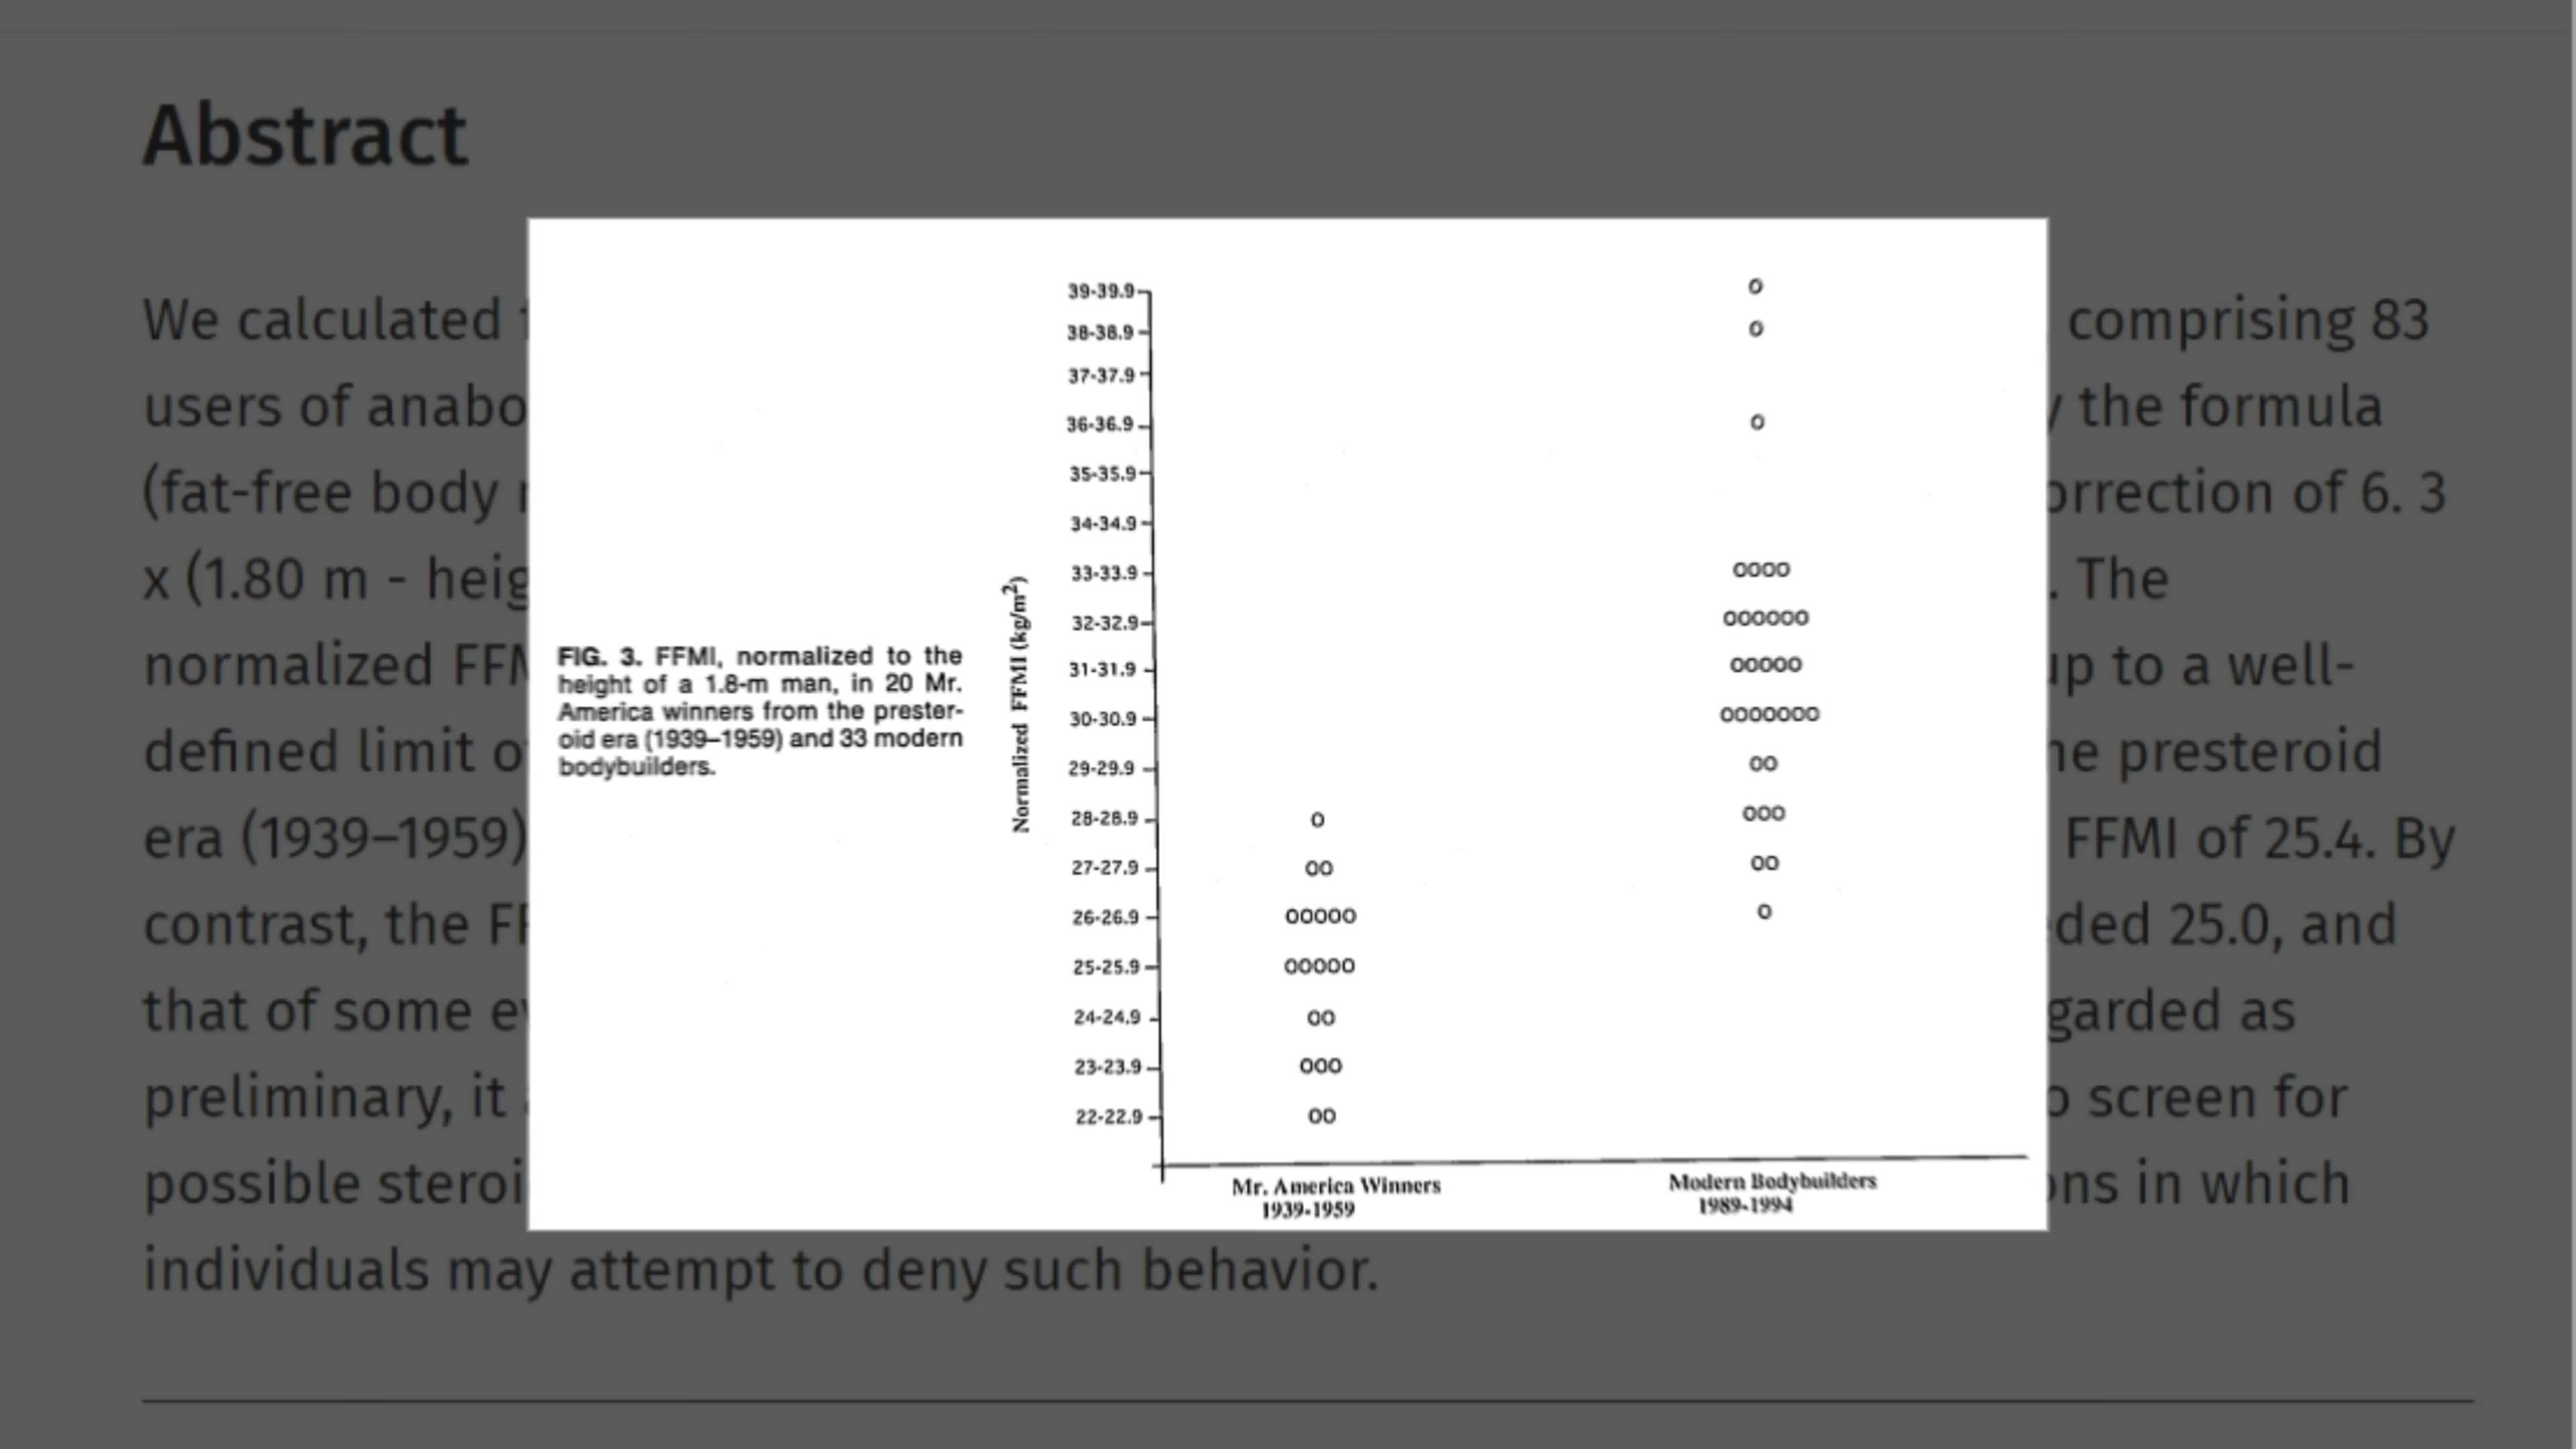 Abstract
We calculated
comprising 83
users of anabo
the formula
(fat-free body
orrection of 6. 3
x (1.80 m - heig
. The
normalized FFM
up to a well-
defined limit o
he presteroid
era (1939–1959)
FFMI of 25.4. By
contrast, the FF
ded 25.0, and
that of some ev
garded as
preliminary, it
o screen for
possible steroi
ons in which
individuals may attempt to deny such behavior.
FIG. 3. FFMI, normalized to the
height of a 1.8-m man, in 20 Mr.
America winners from the prester-
oid era (1939–1959) and 33 modern
bodybuilders.
Normalized FFMI (kg/m²)
39-39.9
38-38.9
37-37.9
36-36.9
35-35.9
34-34.9
33-33.9
32-32.9
31-31.9
30-30.9
29-29.9
28-28.9
27-27.9
26-26.9
25-25.9
24-24.9
23-23.9
22-22.9
Mr. America Winners
1939-1959
Modern Bodybuilders
1989-1994